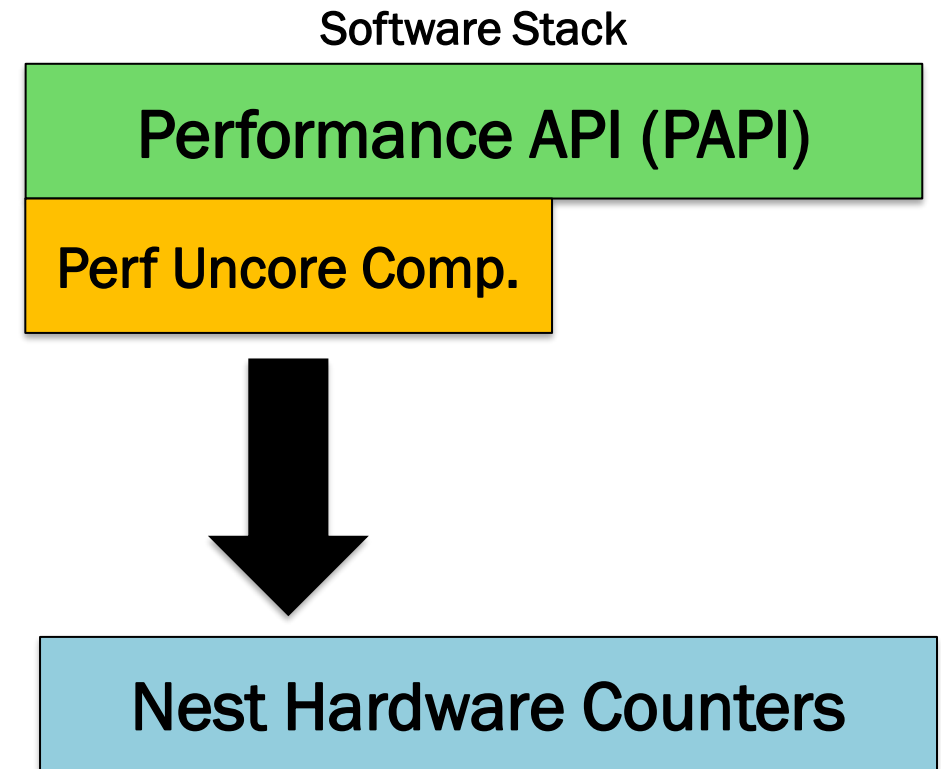 Software Stack
Performance API (PAPI)
Perf Uncore Comp.
Nest Hardware Counters